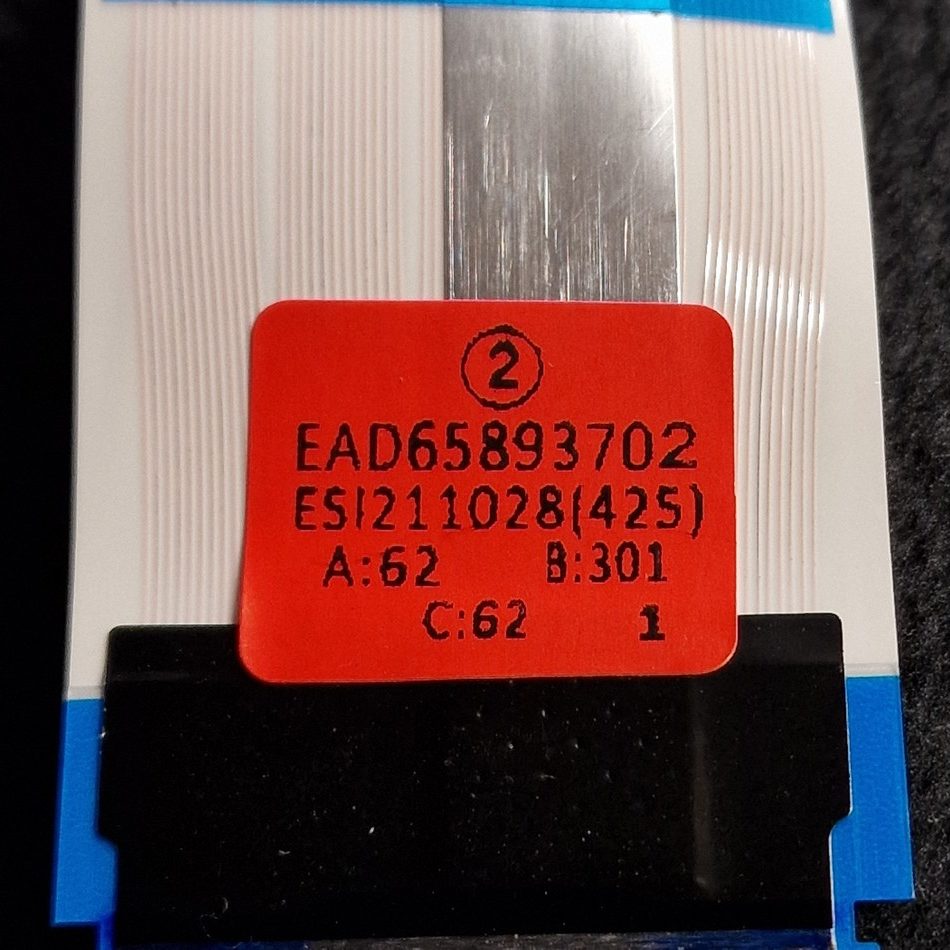 ②
EAD65893702
ESI211028(425)
A:62 B:301
C:62 1